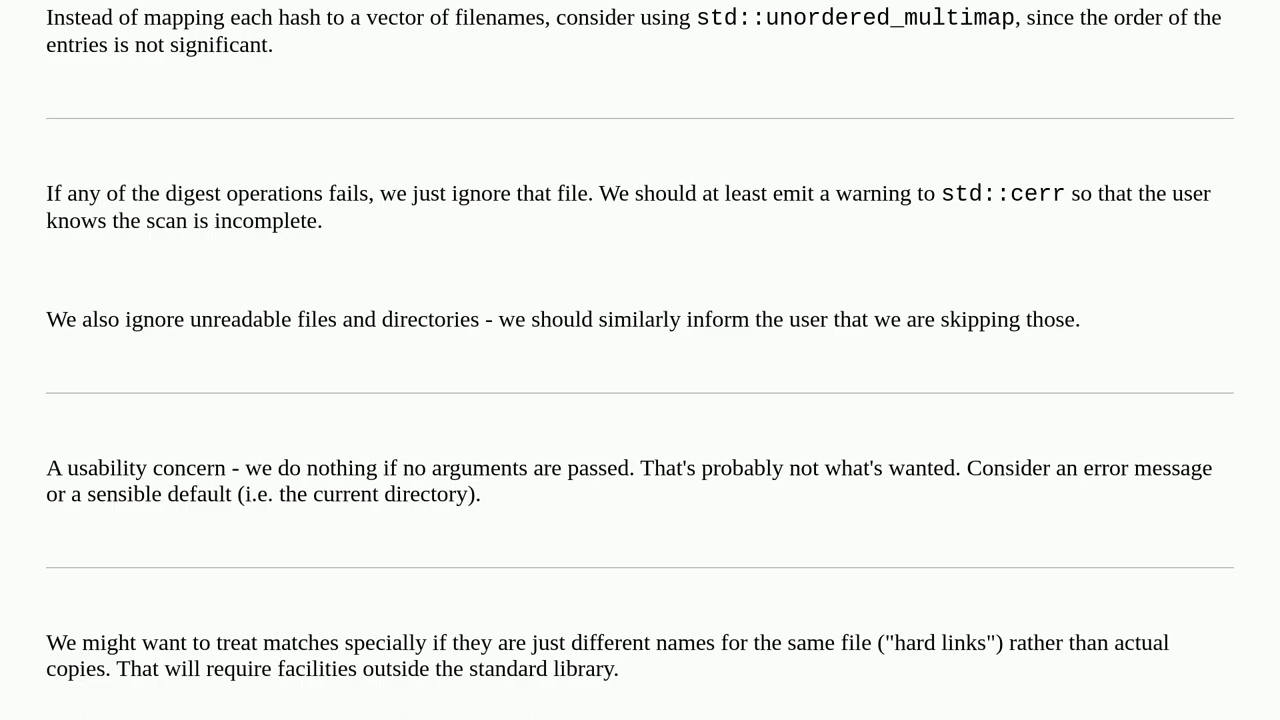 Instead of mapping each hash to a vector of filenames, consider using std::unordered_multimap, since the order of the
entries is not significant.
If any of the digest operations fails, we just ignore that file. We should at least emit a warning to std::cerr so that the user
knows the scan is incomplete.
We also ignore unreadable files and directories - we should similarly inform the user that we are skipping those.
A usability concern - we do nothing if no arguments are passed. That's probably not what's wanted. Consider an error message
or a sensible default (i.e. the current directory).
We might want to treat matches specially if they are just different names for the same file ("hard links") rather than actual
copies. That will require facilities outside the standard library.